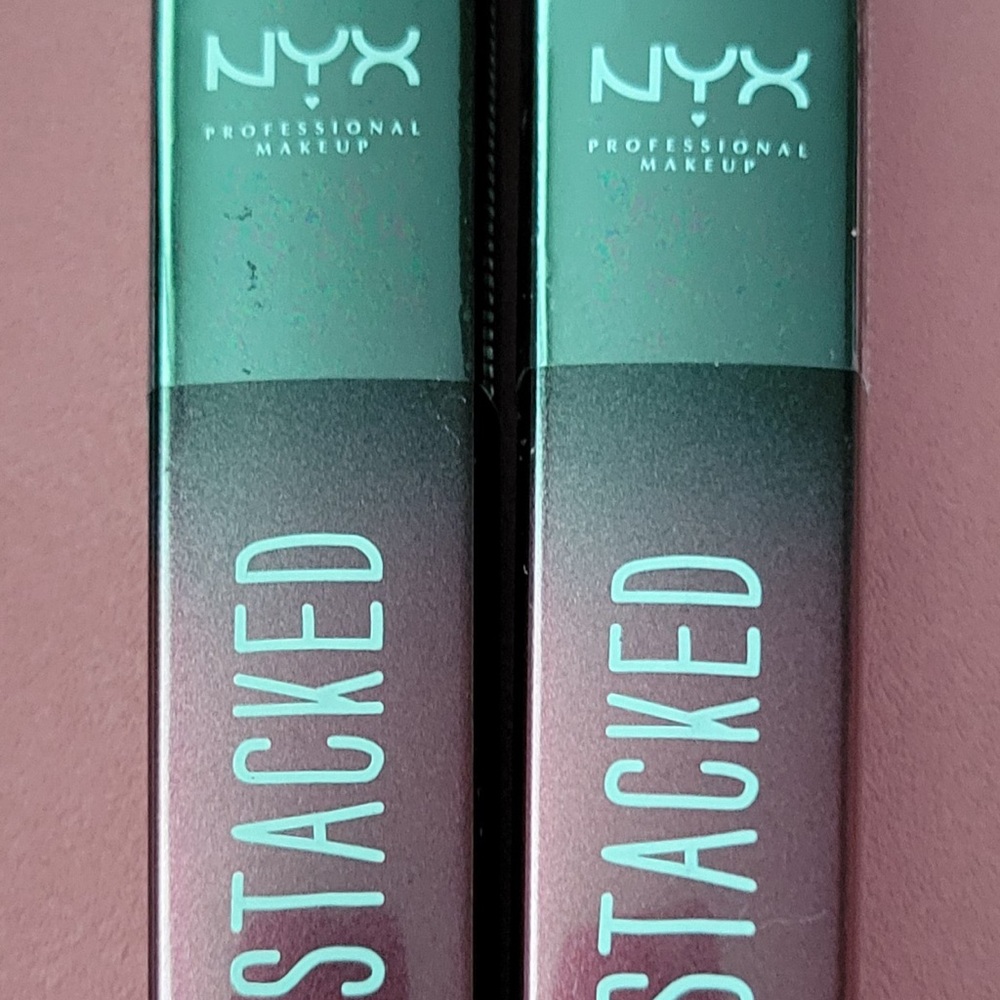 NYX
PROFESSIONAL
MAKEUP
STACKED
NYX
PROFESSIONAL
MAKEUP
STACKED